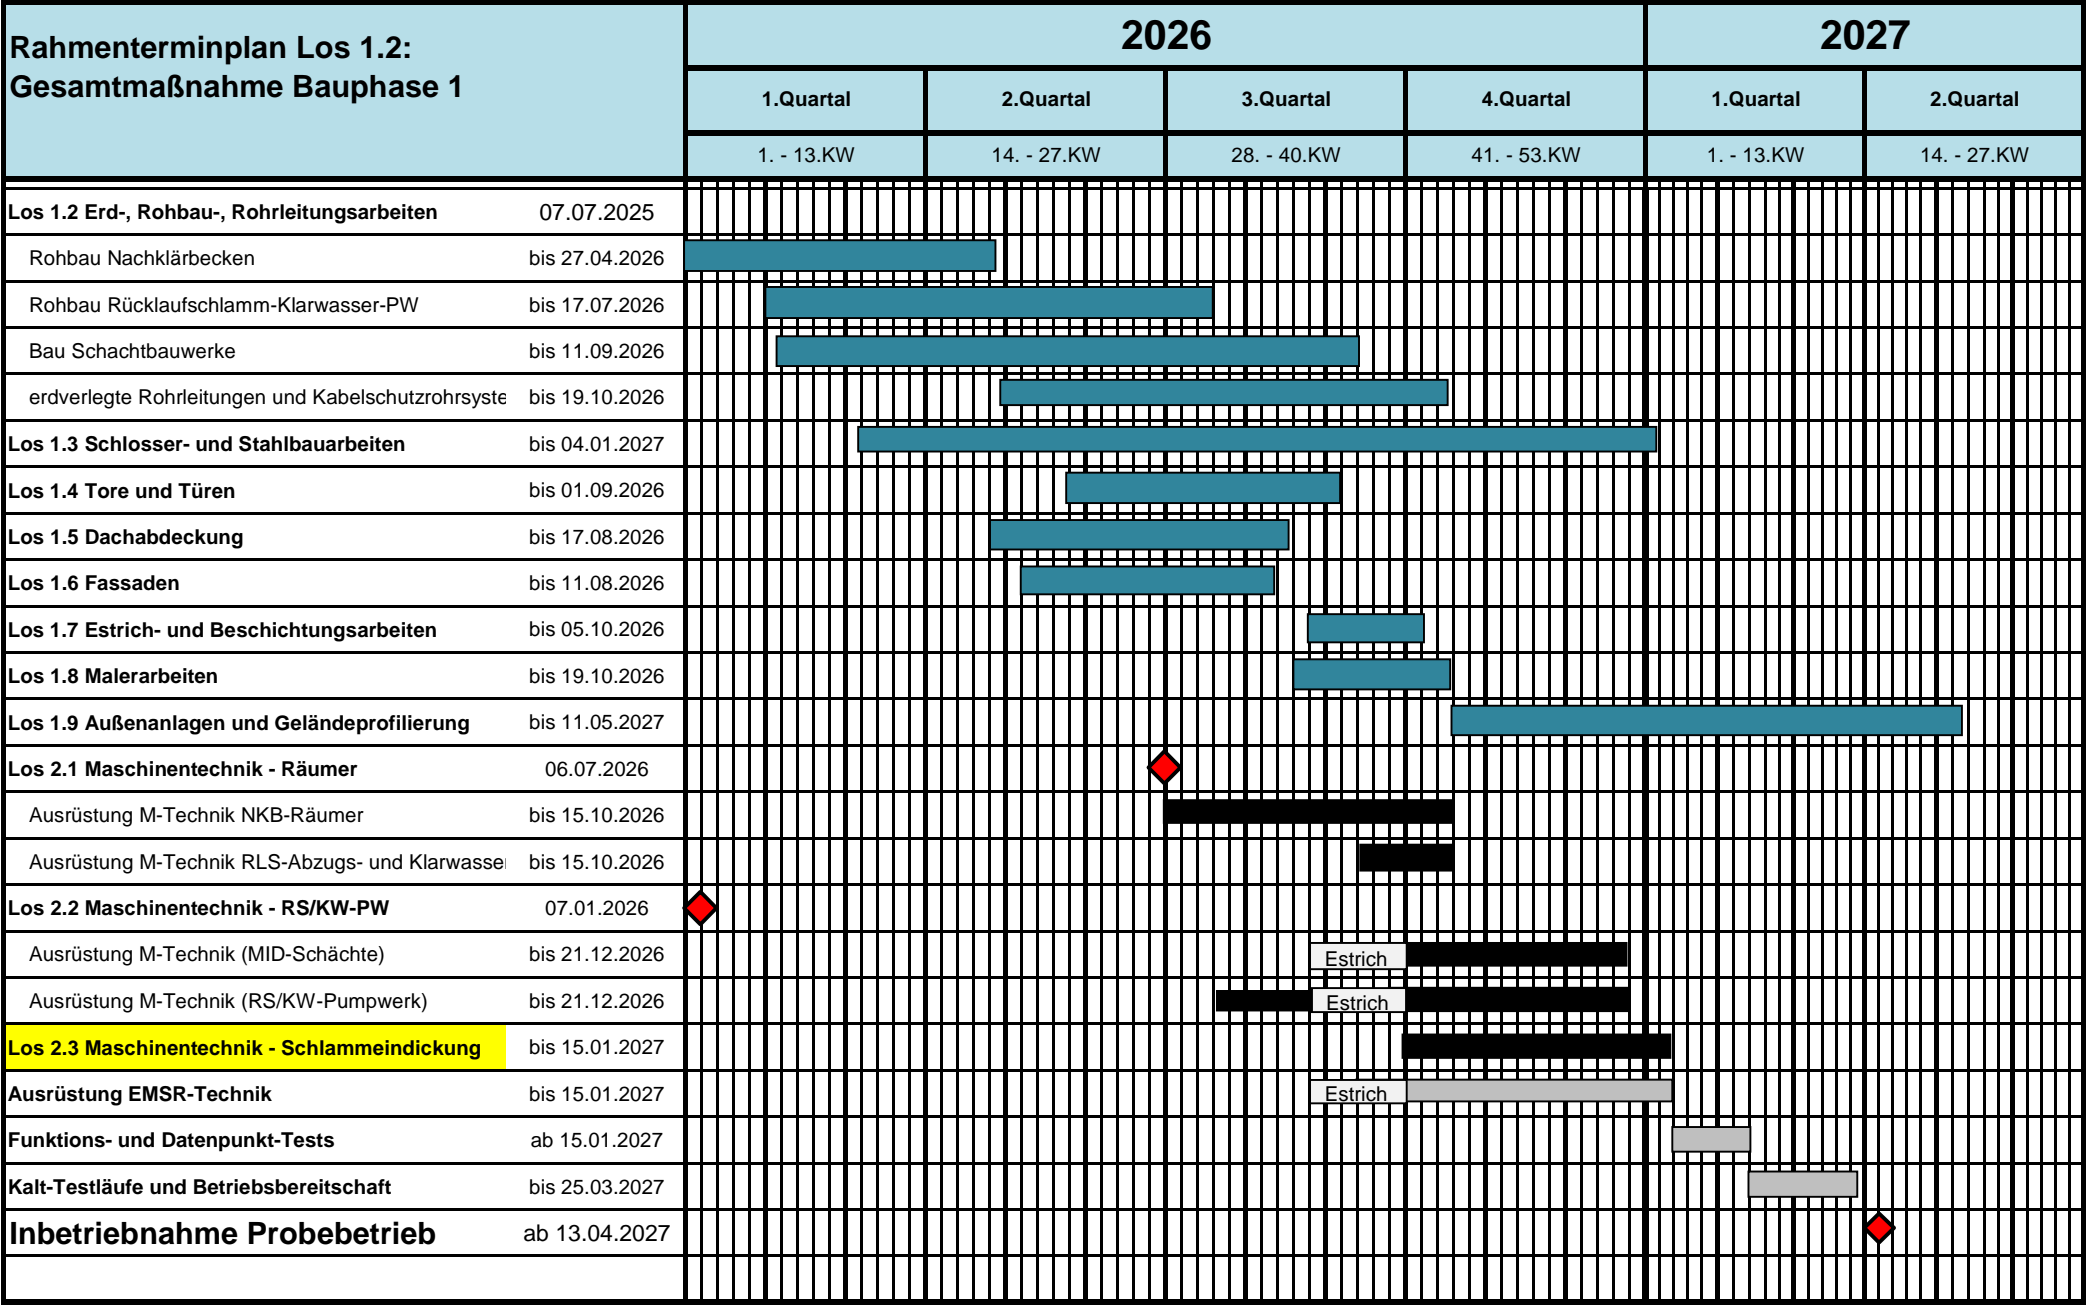 Rahmenterminplan Los 1.2:
Gesamtmaßnahme Bauphase 1
2026
2027
1.Quartal
2.Quartal
3.Quartal
4.Quartal
1.Quartal
2.Quartal
1. - 13.KW
14. - 27.KW
28. - 40.KW
41. - 53.KW
1. - 13.KW
14. - 27.KW
Los 1.2 Erd-, Rohbau-, Rohrleitungsarbeiten 07.07.2025
Rohbau Nachklärbecken bis 27.04.2026
Rohbau Rücklaufschlamm-Klarwasser-PW bis 17.07.2026
Bau Schachtbauwerke bis 11.09.2026
erdverlegte Rohrleitungen und Kabelschutzrohrsyste bis 19.10.2026
Los 1.3 Schlosser- und Stahlbauarbeiten bis 04.01.2027
Los 1.4 Tore und Türen bis 01.09.2026
Los 1.5 Dachabdeckung bis 17.08.2026
Los 1.6 Fassaden bis 11.08.2026
Los 1.7 Estrich- und Beschichtungsarbeiten bis 05.10.2026
Los 1.8 Malerarbeiten bis 19.10.2026
Los 1.9 Außenanlagen und Geländeprofilierung bis 11.05.2027
Los 2.1 Maschinentechnik - Räumer 06.07.2026
Ausrüstung M-Technik NKB-Räumer bis 15.10.2026
Ausrüstung M-Technik RLS-Abzugs- und Klarwasser bis 15.10.2026
Los 2.2 Maschinentechnik - RS/KW-PW 07.01.2026
Ausrüstung M-Technik (MID-Schächte) bis 21.12.2026 Estrich
Ausrüstung M-Technik (RS/KW-Pumpwerk) bis 21.12.2026 Estrich
Los 2.3 Maschinentechnik - Schlammeindickung bis 15.01.2027
Ausrüstung EMSR-Technik bis 15.01.2027 Estrich
Funktions- und Datenpunkt-Tests ab 15.01.2027
Kalt-Testläufe und Betriebsbereitschaft bis 25.03.2027
Inbetriebnahme Probebetrieb ab 13.04.2027